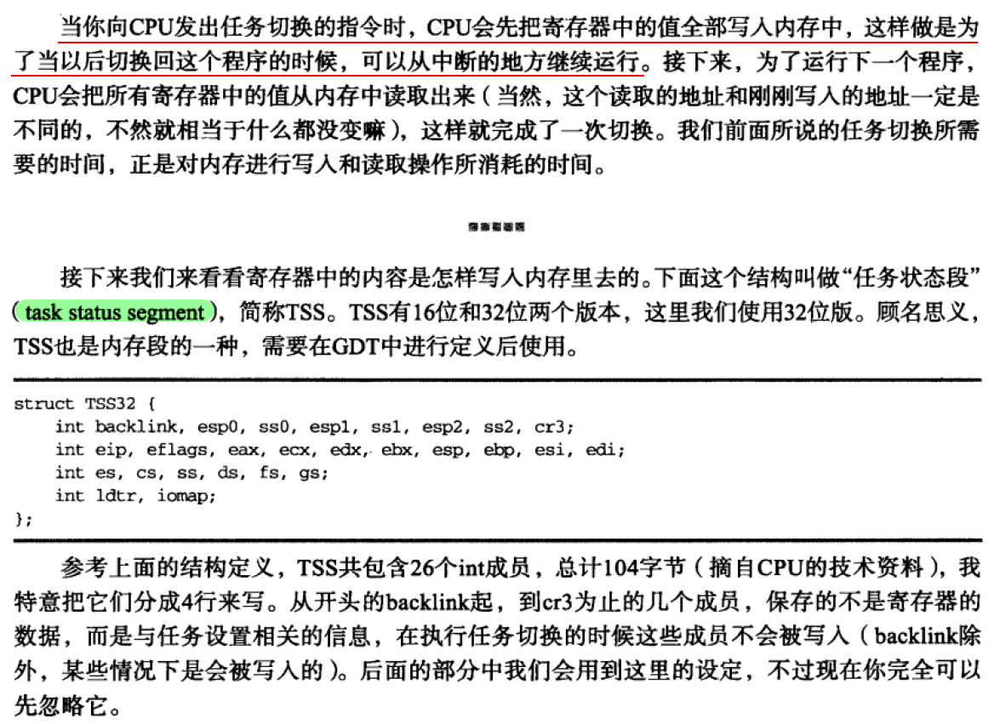 当你向CPU发出任务切换的指令时，CPU会先把寄存器中的值全部写入内存中，这样做是为
了当以后切换回这个程序的时候，可以从中断的地方继续运行。接下来，为了运行下一个程序，
CPU会把所有寄存器中的值从内存中读取出来（当然，这个读取的地址和刚刚写入的地址一定是
不同的，不然就相当于什么都没变嘛），这样就完成了一次切换。我们前面所说的任务切换所需
要的时间，正是对内存进行写入和读取操作所消耗的时间。
接下来我们来看看寄存器中的内容是怎样写入内存里去的。下面这个结构叫做“任务状态段”
（task status segment），简称TSS。TSS有16位和32位两个版本，这里我们使用32位版。顾名思义，
TSS也是内存段的一种，需要在GDT中进行定义后使用。
struct TSS32 {
int backlink, esp0, ss0, esp1, ss1, esp2, ss2, cr3;
int eip, eflags, eax, ecx, edx, ebx, esp, ebp, esi, edi;
int es, cs, ss, ds, fs, gs;
int ldtr, iomap;
};
参考上面的结构定义，TSS共包含26个int成员，总计104字节（摘自CPU的技术资料），我
特意把它们分成4行来写。从开头的backlink起，到cr3为止的几个成员，保存的不是寄存器的
数据，而是与任务设置相关的信息，在执行任务切换的时候这些成员不会被写入（backlink除
外，某些情况下是会被写入的）。后面的部分中我们会用到这里的设定，不过现在你完全可以
先忽略它。